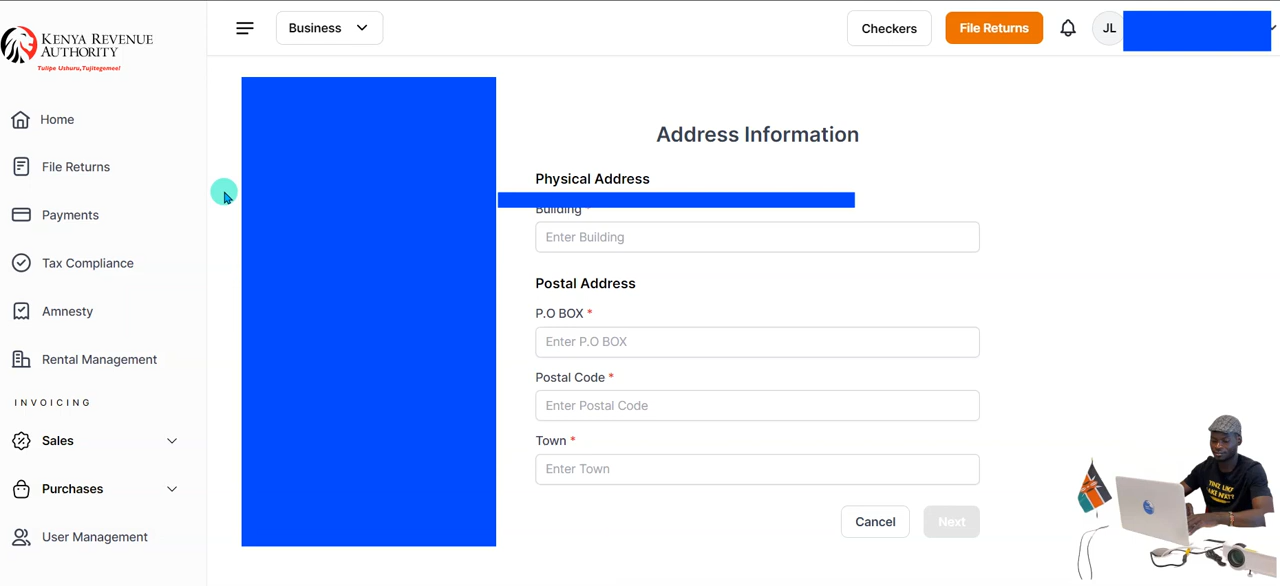 KENYA REVENUE
AUTHORITY
Tulipe Ushuru, Tujitegemee!
Business
Checkers
File Returns
JL
Home
File Returns
Payments
Tax Compliance
Amnesty
Rental Management
INVOICING
Sales
Purchases
User Management
Address Information
Physical Address
Building *
Enter Building
Postal Address
P.O BOX *
Enter P.O BOX
Postal Code *
Enter Postal Code
Town *
Enter Town
Cancel
Next